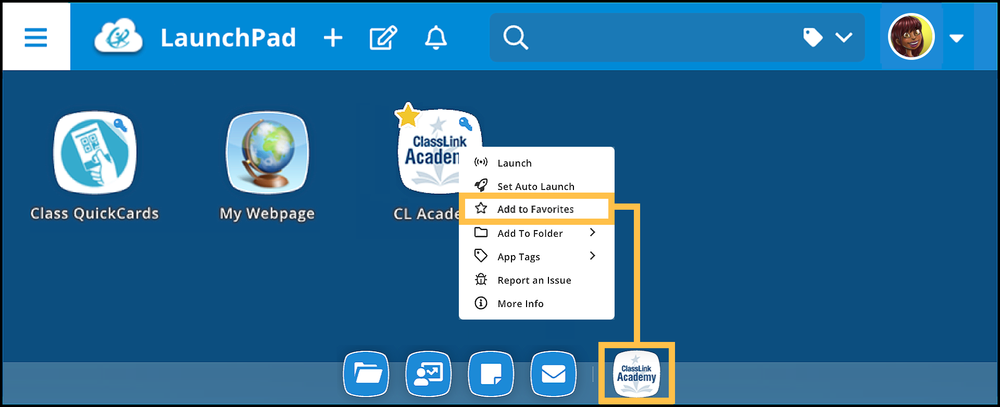 LaunchPad
ClassLink
Academ
Class QuickCards
My Webpage
CL Acade
Launch
Set Auto Launch
Add to Favorites
Add To Folder
App Tags
Report an Issue
More Info
ClassLink
Academy